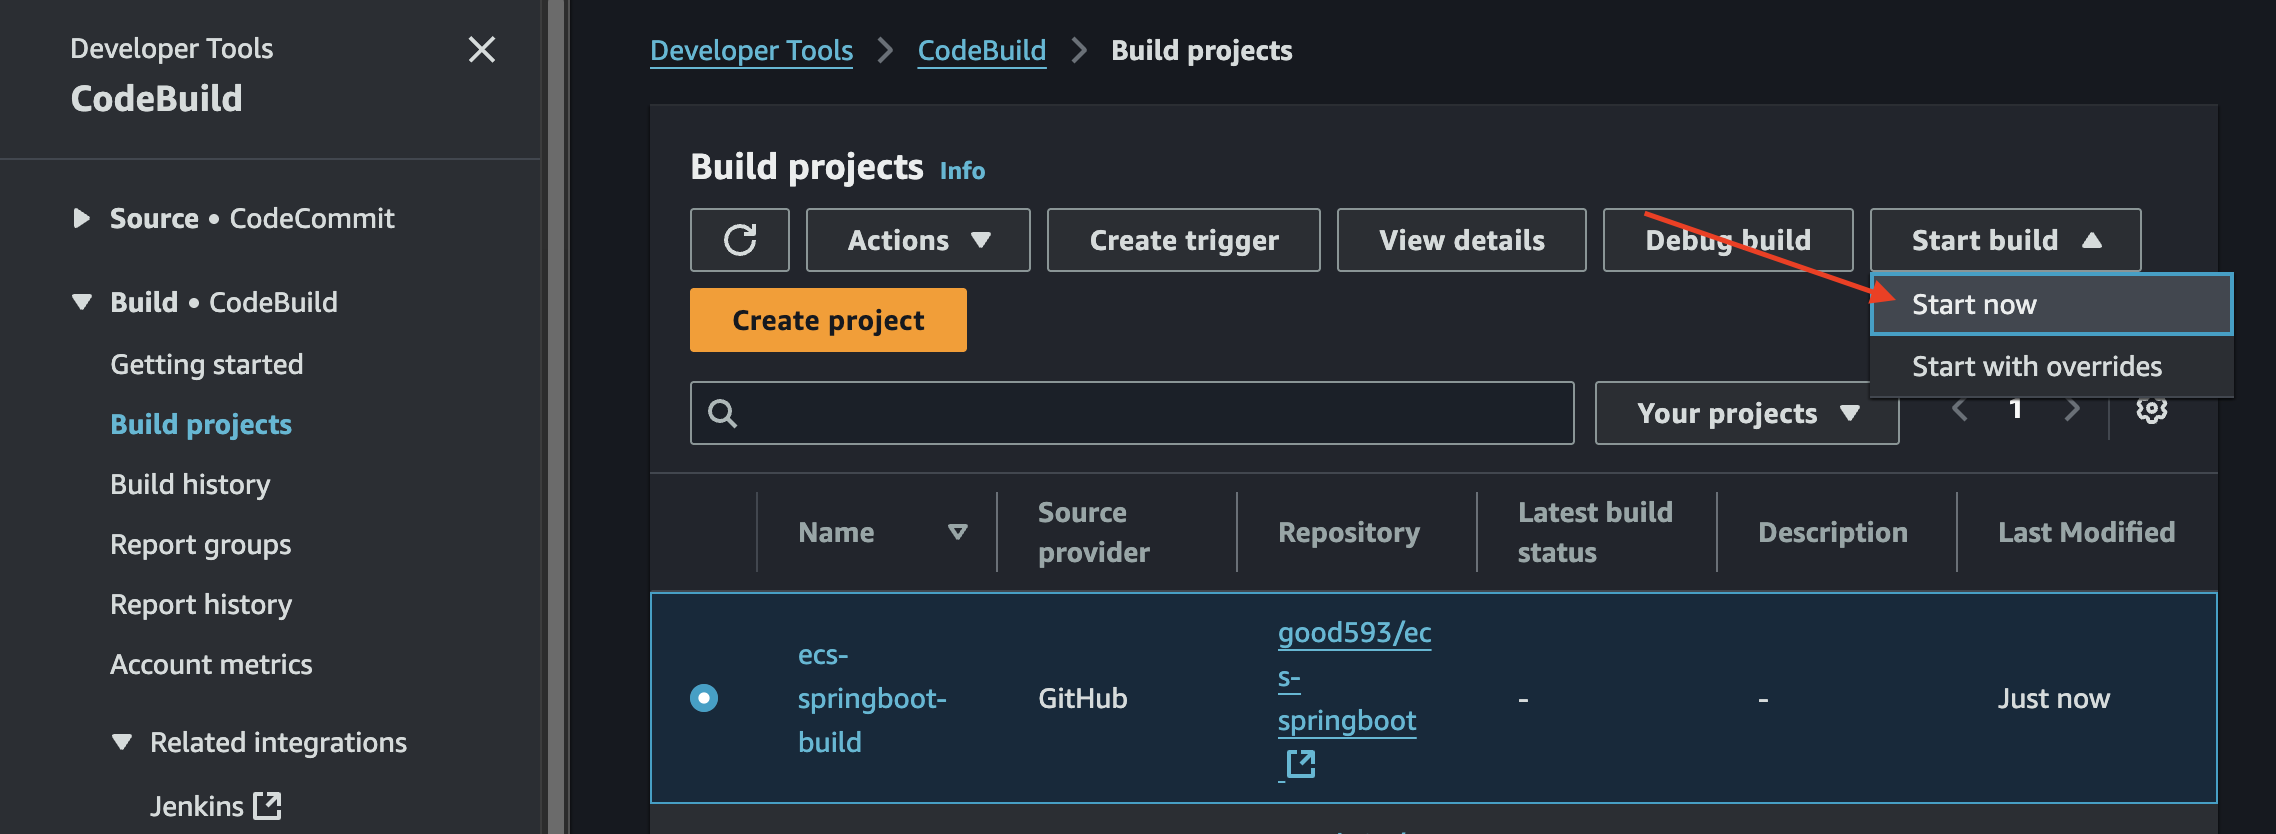 Developer Tools
CodeBuild
Source • CodeCommit
Build • CodeBuild
Getting started
Build projects
Build history
Report groups
Report history
Account metrics
Related integrations
Jenkins
Developer Tools > CodeBuild > Build projects
Build projects Info
Actions Create trigger View details Debug build Start build
Start now
Start with overrides
Create project
Your projects 1
Name Source provider Repository Latest build status Description Last Modified
ecs-
springboot-
build
GitHub
good593/ec
s-
springboot
-
-
Just now